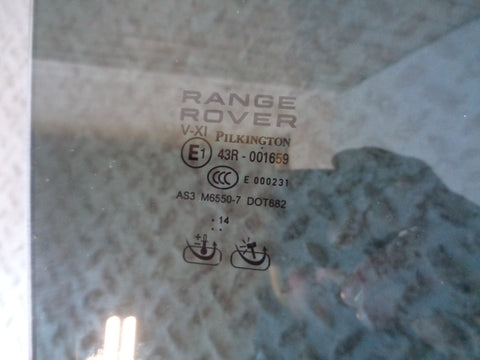 RANGE
ROVER
V-XI PILKINGTON
E1 43R - 001659
CCC E 000231
AS3 M6550-7 DOT682
. 14
..